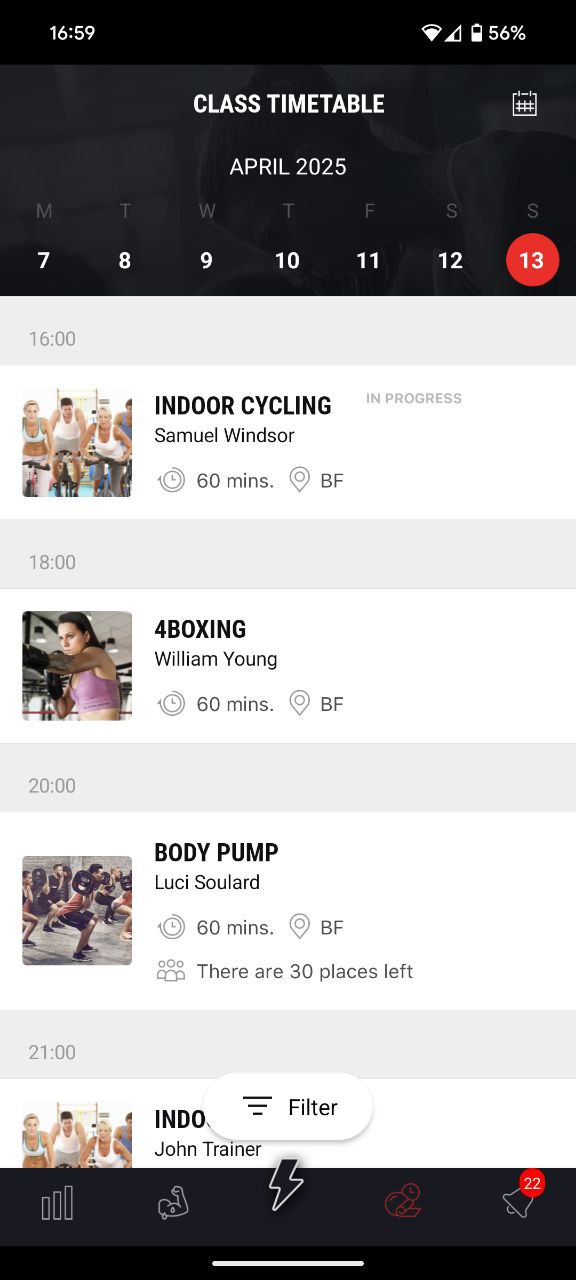 16:59
56%
CLASS TIMETABLE
APRIL 2025
M T W T F S S
7 8 9 10 11 12 13
16:00
INDOOR CYCLING
IN PROGRESS
Samuel Windsor
60 mins. BF
18:00
4BOXING
William Young
60 mins. BF
20:00
BODY PUMP
Luci Soulard
60 mins. BF
There are 30 places left
21:00
INDO
Filter
John Trainer
22